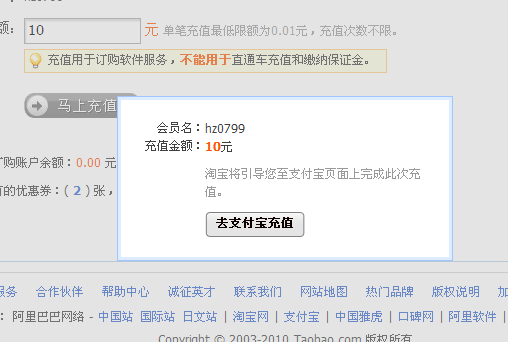 额： 10 元 单笔充值最低限额为0.01元，充值次数不限。
充值用于订购软件服务，不能用于直通车充值和缴纳保证金。
马上充值
会员名：hz0799
充值金额：10元
淘宝将引导您至支付宝页面上完成此次充
值。
去支付宝充值
购账户余额：0.00 元
的优惠券：( 2 ) 张，
服务 合作伙伴 帮助中心 诚征英才 联系我们 网站地图 热门品牌 版权说明 加
：阿里巴巴网络 - 中国站 国际站 日文站 | 淘宝网 | 支付宝 | 中国雅虎 | 口碑网 | 阿里软件 |
Copyright © 2003-2010 Taobao.com 版权所有